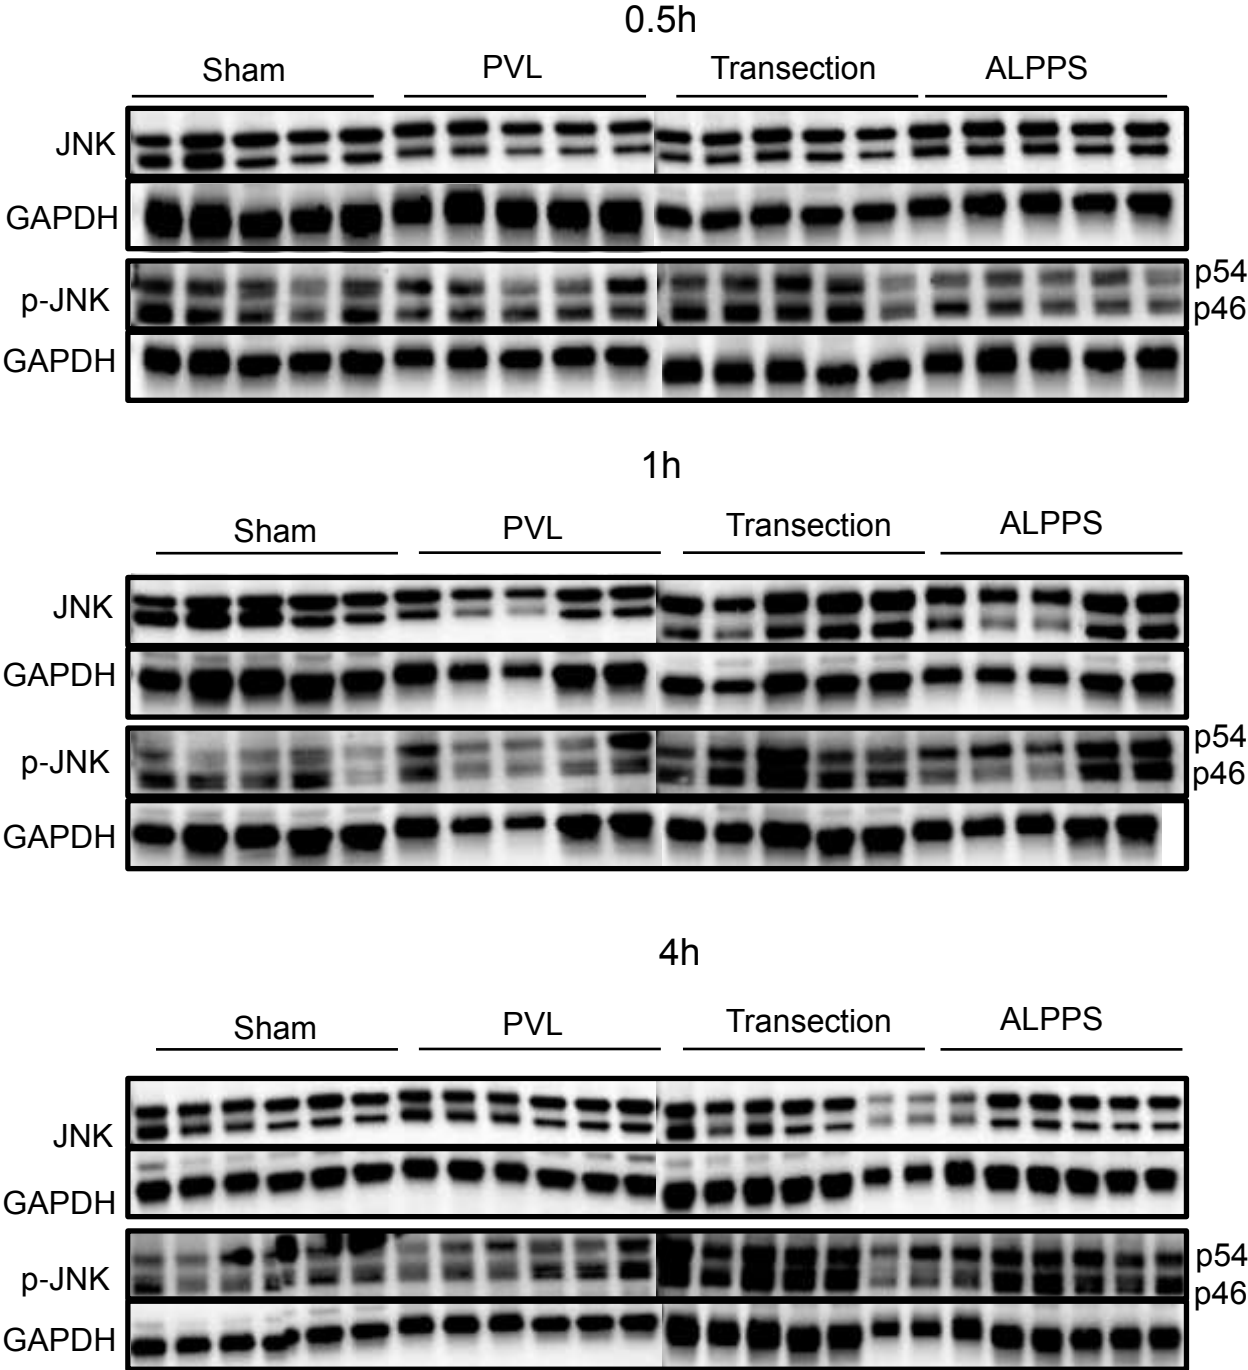 0.5h
Sham PVL Transection ALPPS
JNK
GAPDH
p-JNK p54
p46
GAPDH
1h
Sham PVL Transection ALPPS
JNK
GAPDH
p-JNK p54
p46
GAPDH
4h
Sham PVL Transection ALPPS
JNK
GAPDH
p-JNK p54
p46
GAPDH